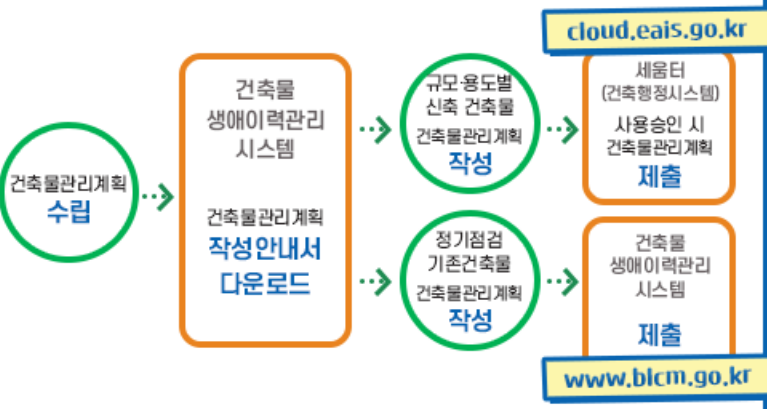 건축물관리계획
수립
건축물
생애이력관리
시스템
건축물관리계획
작성안내서
다운로드
규모·용도별
신축 건축물
건축물관리계획
작성
cloud.eais.go.kr
세움터
(건축행정시스템)
사용승인 시
건축물관리계획
제출
정기점검
기존건축물
건축물관리계획
작성
건축물
생애이력관리
시스템
제출
www.blcm.go.kr